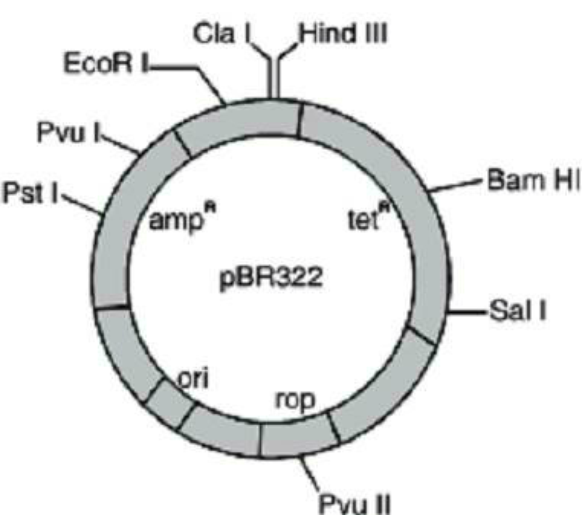 Cla I
Hind III
EcoR I
Pvu I
Pst I
Bam HI
amp^R
tet^R
pBR322
Sal I
ori
rop
Pvu II